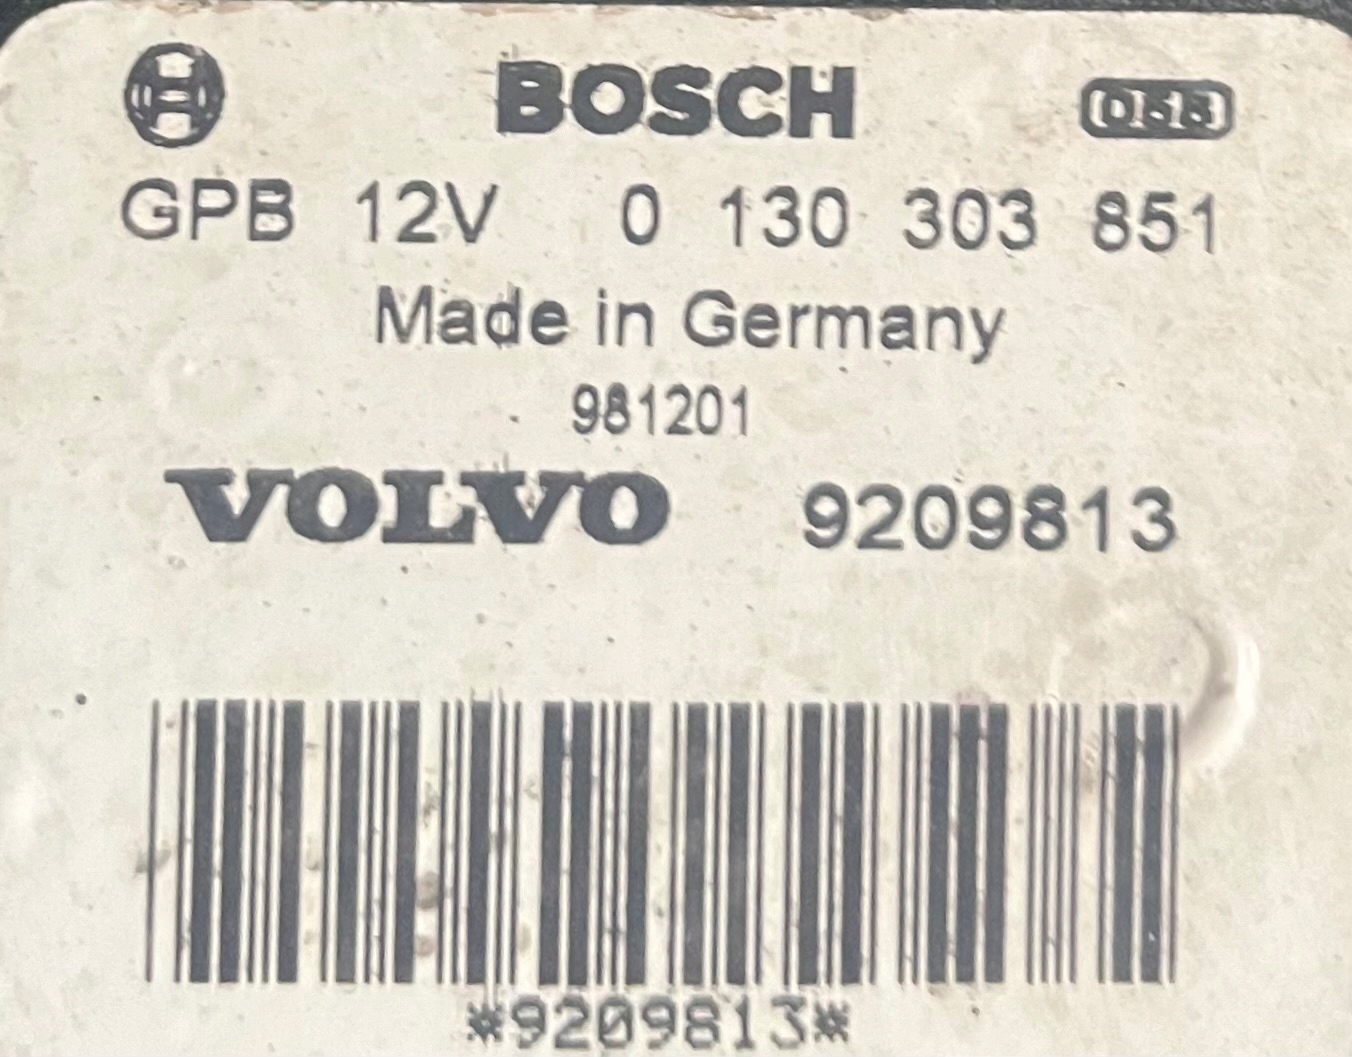 BOSCH
GPB 12V 0 130 303 851
Made in Germany
981201
VOLVO 9209813
*9209813*